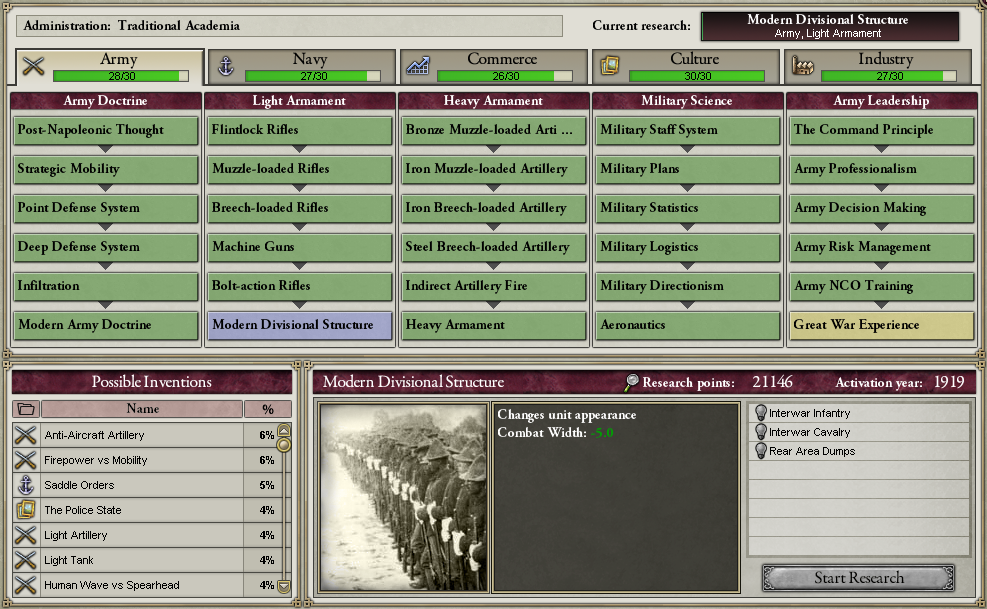 Administration: Traditional Academia
Current research:
Modern Divisional Structure
Army, Light Armament
Army
28/30
Navy
27/30
Commerce
26/30
Culture
30/30
Industry
27/30
Army Doctrine
Light Armament
Heavy Armament
Military Science
Army Leadership
Post-Napoleonic Thought
Flintlock Rifles
Bronze Muzzle-loaded Arti ...
Military Staff System
The Command Principle
Strategic Mobility
Muzzle-loaded Rifles
Iron Muzzle-loaded Artillery
Military Plans
Army Professionalism
Point Defense System
Breech-loaded Rifles
Iron Breech-loaded Artillery
Military Statistics
Army Decision Making
Deep Defense System
Machine Guns
Steel Breech-loaded Artillery
Military Logistics
Army Risk Management
Infiltration
Bolt-action Rifles
Indirect Artillery Fire
Military Directionism
Army NCO Training
Modern Army Doctrine
Modern Divisional Structure
Heavy Armament
Aeronautics
Great War Experience
Possible Inventions
Name %
Anti-Aircraft Artillery 6%
Firepower vs Mobility 6%
Saddle Orders 5%
The Police State 4%
Light Artillery 4%
Light Tank 4%
Human Wave vs Spearhead 4%
Modern Divisional Structure
Research points: 21146
Activation year: 1919
Changes unit appearance
Combat Width: -5.0
Interwar Infantry
Interwar Cavalry
Rear Area Dumps
Start Research